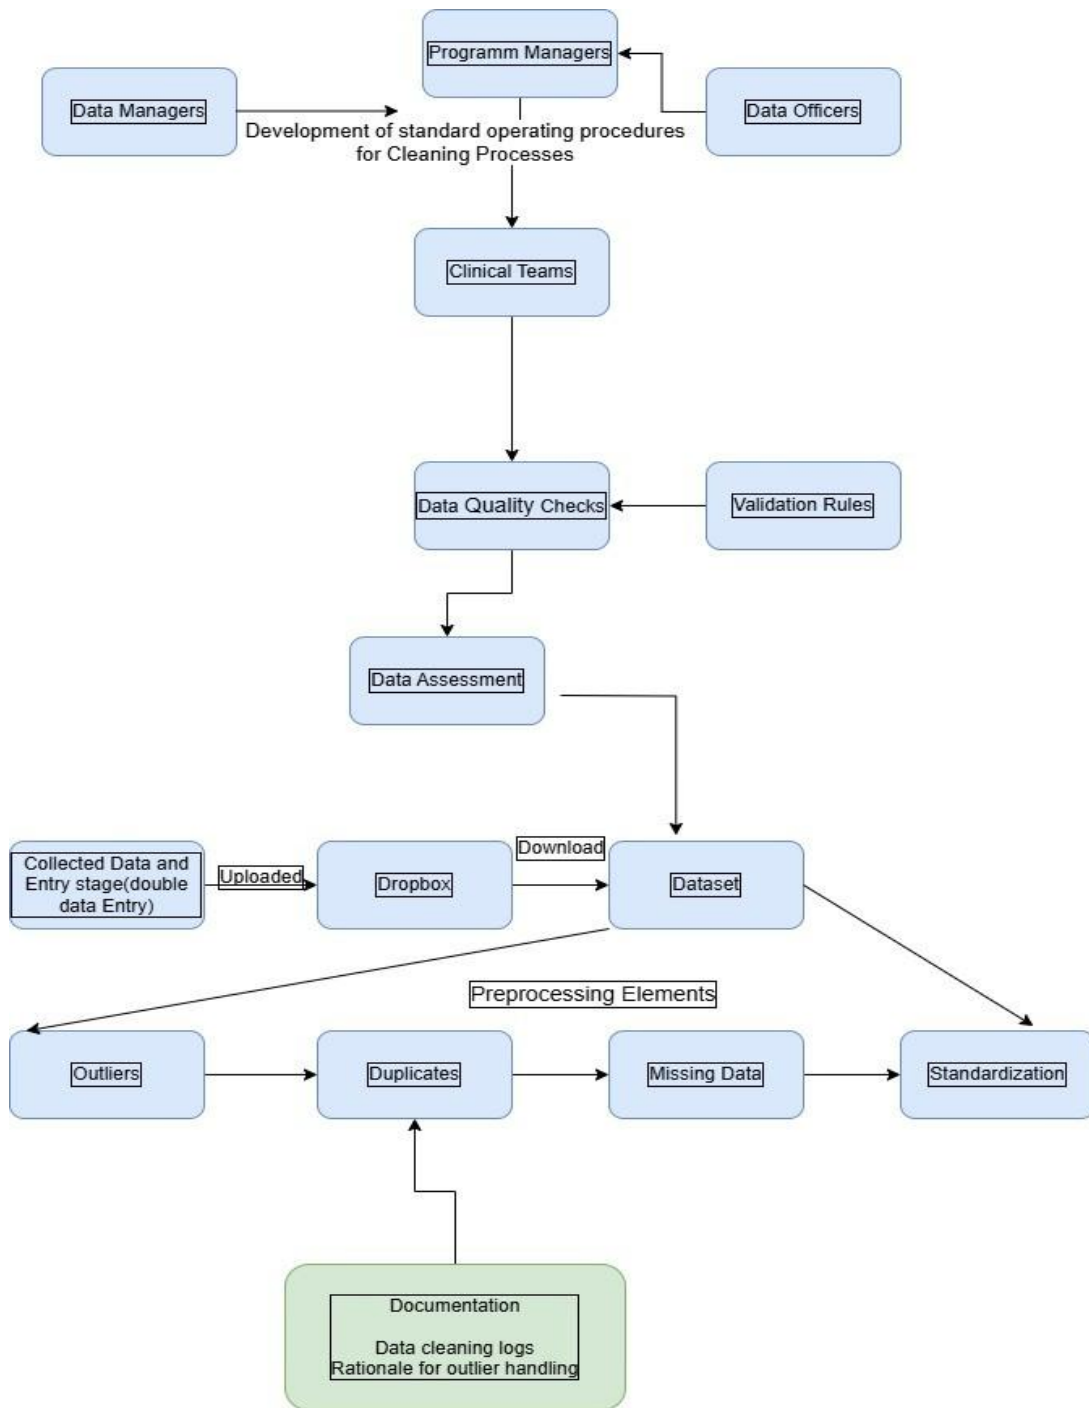 Programm Managers
Data Managers
Data Officers
Development of standard operating procedures
for Cleaning Processes
Clinical Teams
Data Quality Checks
Validation Rules
Data Assessment
Collected Data and
Entry stage(double
data Entry)
Uploaded
Dropbox
Download
Dataset
Preprocessing Elements
Outliers
Duplicates
Missing Data
Standardization
Documentation
Data cleaning logs
Rationale for outlier handling